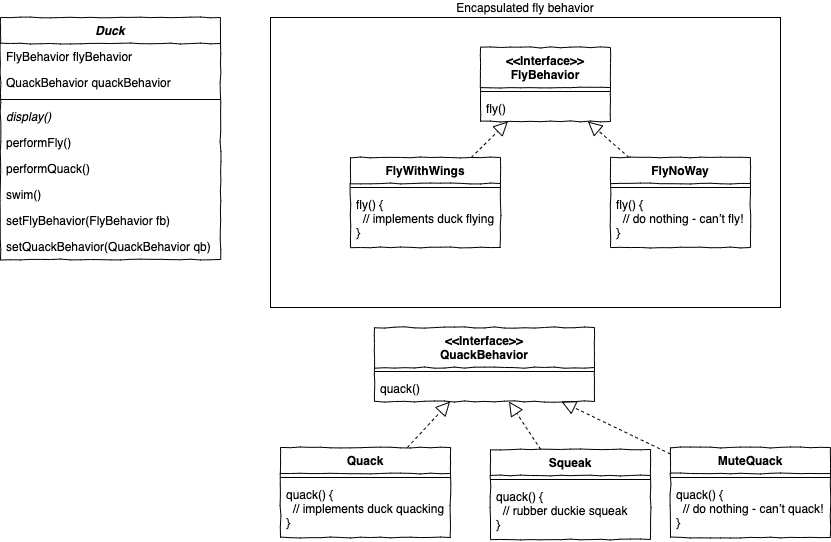 Encapsulated fly behavior
Duck
FlyBehavior flyBehavior
QuackBehavior quackBehavior
display()
performFly()
performQuack()
swim()
setFlyBehavior(FlyBehavior fb)
setQuackBehavior(QuackBehavior qb)
<<Interface>>
FlyBehavior
fly()
FlyWithWings
fly() {
// implements duck flying
}
FlyNoWay
fly() {
// do nothing - can't fly!
}
<<Interface>>
QuackBehavior
quack()
Quack
quack() {
// implements duck quacking
}
Squeak
quack() {
// rubber duckie squeak
}
MuteQuack
quack() {
// do nothing - can't quack!
}